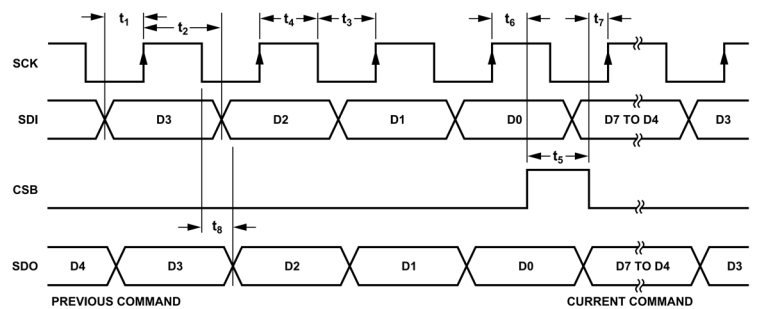 t1 t2 t4 t3 t6 t7
SCK
SDI D3 D2 D1 D0 D7 TO D4 D3
t5
CSB
t8
SDO D4 D3 D2 D1 D0 D7 TO D4 D3
PREVIOUS COMMAND CURRENT COMMAND